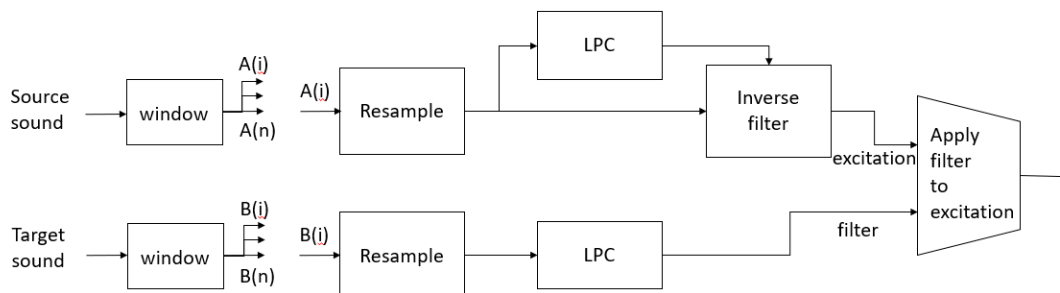 Source
sound
window
A(i)
A(n)
A(i)
Resample
LPC
Inverse
filter
excitation
Apply
filter
to
excitation
Target
sound
window
B(i)
B(n)
B(i)
Resample
LPC
filter